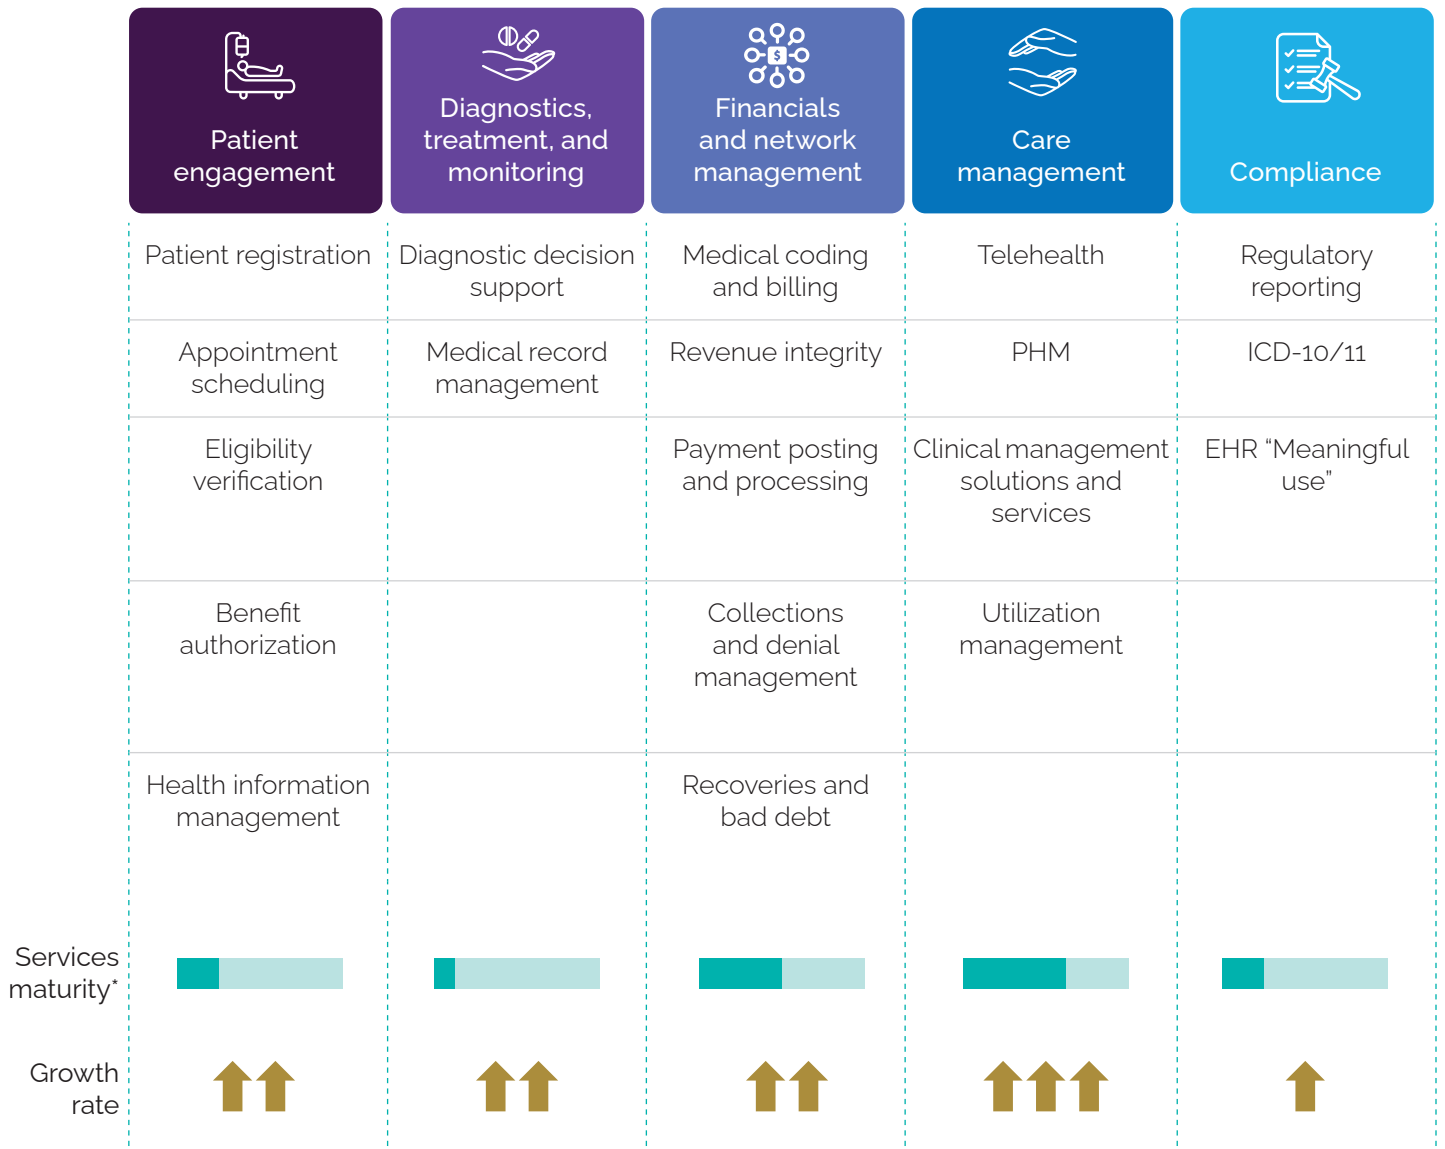 Patient
engagement
Diagnostics,
treatment, and
monitoring
Financials
and network
management
Care
management
Compliance
Patient registration
Diagnostic decision
support
Medical coding
and billing
Telehealth
Regulatory
reporting
Appointment
scheduling
Medical record
management
Revenue integrity
PHM
ICD-10/11
Eligibility
verification
Payment posting
and processing
Clinical management
solutions and
services
EHR “Meaningful
use”
Benefit
authorization
Collections
and denial
management
Utilization
management
Health information
management
Recoveries and
bad debt
Services
maturity*
Growth
rate